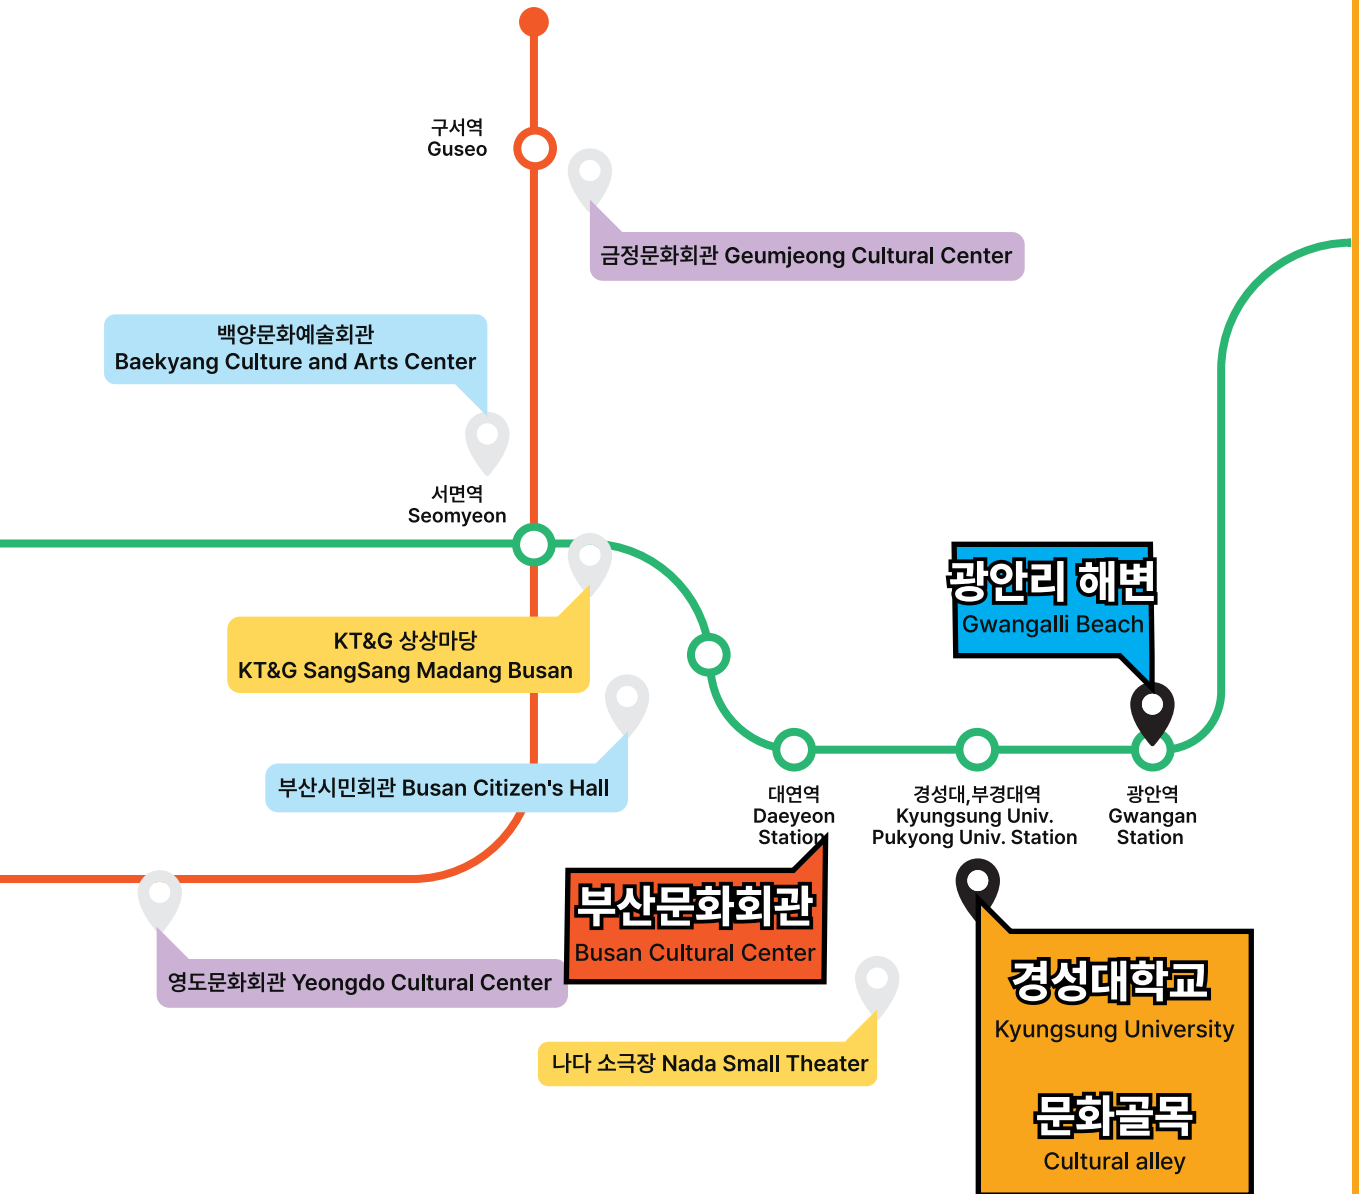 구서역
Guseo
금정문화회관 Geumjeong Cultural Center
백양문화예술회관
Baekyang Culture and Arts Center
서면역
Seomyeon
광안리 해변
Gwangalli Beach
KT&G 상상마당
KT&G SangSang Madang Busan
부산시민회관 Busan Citizen's Hall
대연역
Daeyeon
Station
경성대,부경대역
Kyungsung Univ.
Pukyong Univ. Station
광안역
Gwangan
Station
부산문화회관
Busan Cultural Center
영도문화회관 Yeongdo Cultural Center
경성대학교
Kyungsung University
나다 소극장 Nada Small Theater
문화골목
Cultural alley